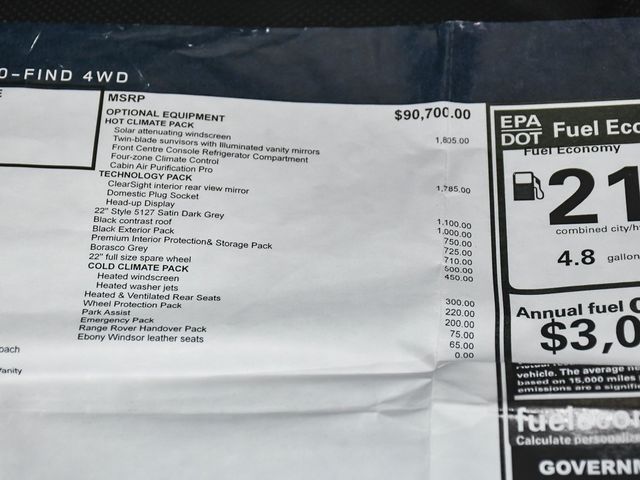 O-FIND 4WD
MSRP $90,700.00
OPTIONAL EQUIPMENT
HOT CLIMATE PACK 1,805.00
Solar attenuating windscreen
Twin-blade sunvisors with Illuminated vanity mirrors
Front Centre Console Refrigerator Compartment
Four-zone Climate Control
Cabin Air Purification Pro
TECHNOLOGY PACK 1,785.00
ClearSight interior rear view mirror
Domestic Plug Socket
Head-up Display
22" Style 5127 Satin Dark Grey 1,100.00
Black contrast roof 1,000.00
Black Exterior Pack 750.00
Premium Interior Protection& Storage Pack 725.00
Borasco Grey 710.00
22" full size spare wheel 500.00
COLD CLIMATE PACK 450.00
Heated windscreen
Heated washer jets
Heated & Ventilated Rear Seats 300.00
Wheel Protection Pack 220.00
Park Assist 200.00
Emergency Pack 75.00
Range Rover Handover Pack 65.00
Ebony Windsor leather seats 0.00
oach
Vanity
EPA
DOT Fuel Eco
Fuel Economy
21
combined city/h
4.8 gallon
Annual fuel c
$3,0
vehicle. The average ne
based on 15,000 miles
emissions are a signific
fueleco
Calculate personaliz
GOVERNM